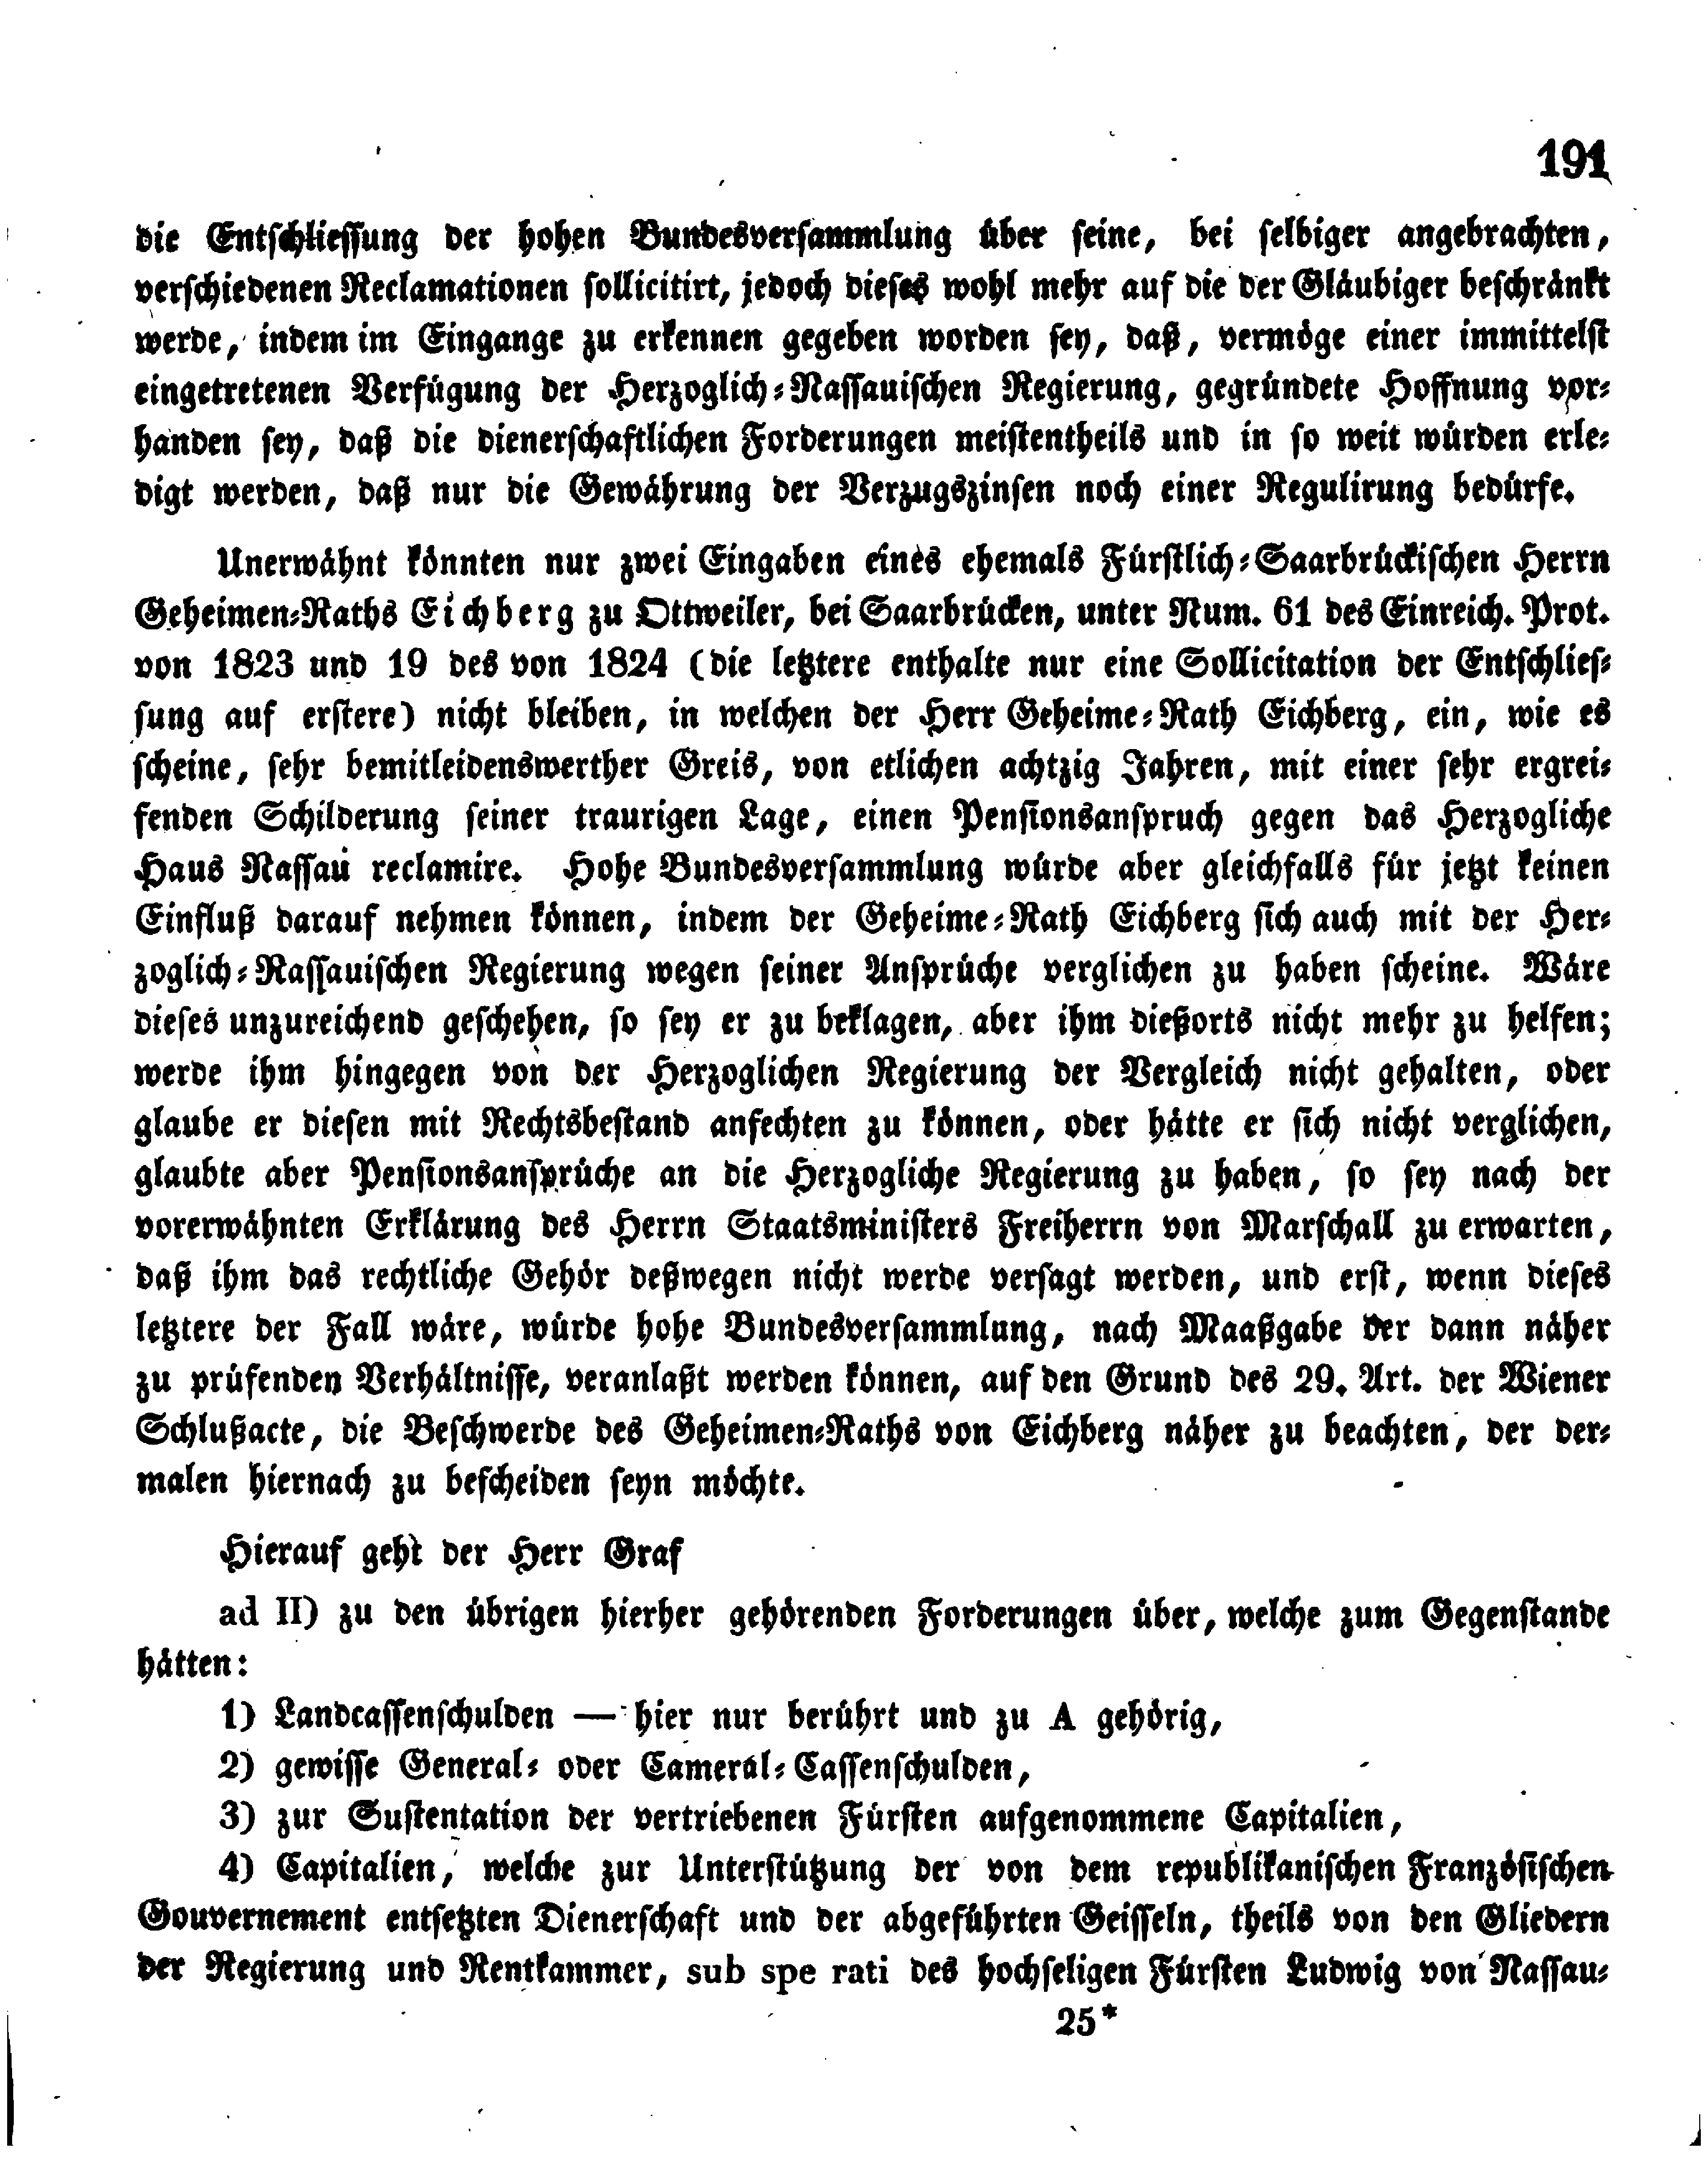 191
die Entschliessung der hohen Bundesversammlung über seine, bei selbiger angebrachten,
verschiedenen Reclamationen sollicitirt, jedoch dieses wohl mehr auf die der Gläubiger beschränkt
werde, indem im Eingange zu erkennen gegeben worden sey, daß, vermöge einer immittelst
eingetretenen Verfügung der Herzoglich-Nassauischen Regierung, gegründete Hoffnung vor-
handen sey, daß die dienerschaftlichen Forderungen meistentheils und in so weit würden erle-
digt werden, daß nur die Gewährung der Verzugszinsen noch einer Regulirung bedürfe.
Unerwähnt könnten nur zwei Eingaben eines ehemals Fürstlich-Saarbrückischen Herrn
Geheimen-Raths Eichberg zu Ottweiler, bei Saarbrücken, unter Num. 61 des Einreich. Prot.
von 1823 und 19 des von 1824 (die letztere enthalte nur eine Sollicitation der Entschlies-
sung auf erstere) nicht bleiben, in welchen der Herr Geheime-Rath Eichberg, ein, wie es
scheine, sehr bemitleidenswerther Greis, von etlichen achtzig Jahren, mit einer sehr ergrei-
fenden Schilderung seiner traurigen Lage, einen Pensionsanspruch gegen das Herzogliche
Haus Nassau reclamire. Hohe Bundesversammlung würde aber gleichfalls für jetzt keinen
Einfluß darauf nehmen können, indem der Geheime-Rath Eichberg sich auch mit der Her-
zoglich-Nassauischen Regierung wegen seiner Ansprüche verglichen zu haben scheine. Wäre
dieses unzureichend geschehen, so sey er zu beklagen, aber ihm dießorts nicht mehr zu helfen;
werde ihm hingegen von der Herzoglichen Regierung der Vergleich nicht gehalten, oder
glaube er diesen mit Rechtsbestand anfechten zu können, oder hätte er sich nicht verglichen,
glaubte aber Pensionsansprüche an die Herzogliche Regierung zu haben, so sey nach der
vorerwähnten Erklärung des Herrn Staatsministers Freiherrn von Marschall zu erwarten,
daß ihm das rechtliche Gehör deßwegen nicht werde versagt werden, und erst, wenn dieses
letztere der Fall wäre, würde hohe Bundesversammlung, nach Maaßgabe der dann näher
zu prüfenden Verhältnisse, veranlaßt werden können, auf den Grund des 29. Art. der Wiener
Schlußacte, die Beschwerde des Geheimen-Raths von Eichberg näher zu beachten, der der-
malen hiernach zu bescheiden seyn möchte.
Hierauf geht der Herr Graf
ad II) zu den übrigen hierher gehörenden Forderungen über, welche zum Gegenstande
hätten:
1) Landcassenschulden — hier nur berührt und zu A gehörig,
2) gewisse General- oder Cameral-Cassenschulden,
3) zur Sustentation der vertriebenen Fürsten aufgenommene Capitalien,
4) Capitalien, welche zur Unterstützung der von dem republikanischen Französischen
Gouvernement entsetzten Dienerschaft und der abgeführten Geisseln, theils von den Gliedern
der Regierung und Rentkammer, sub spe rati des hochseligen Fürsten Ludwig von Nassau-
25*